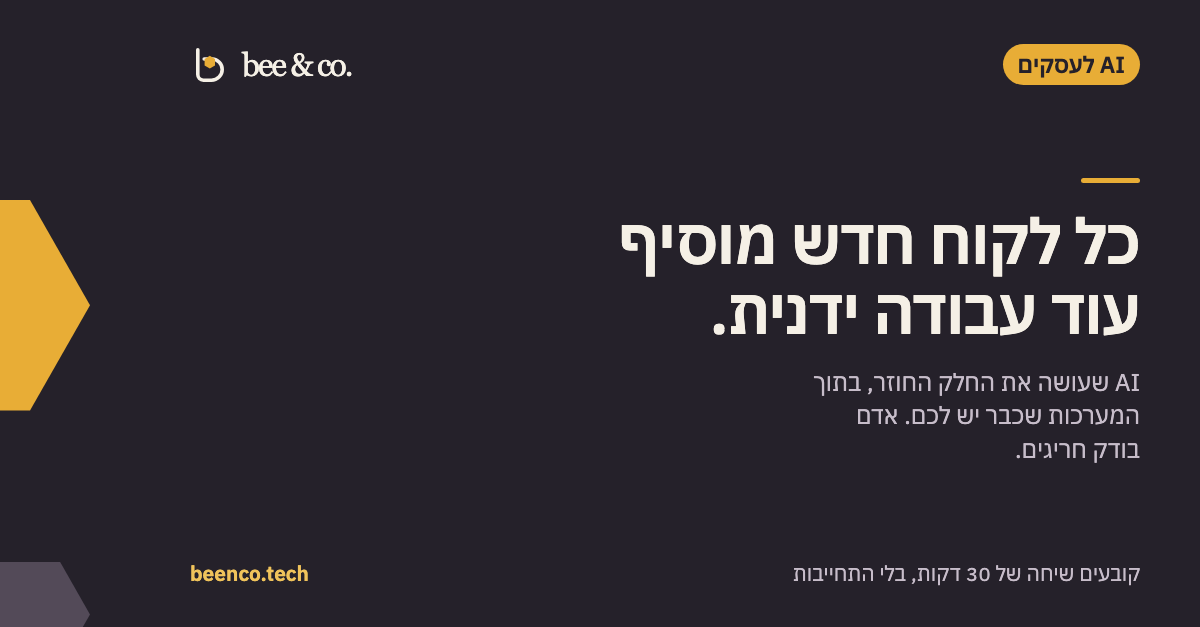 AI לעסקים
bee & co.
כל לקוח חדש מוסיף
עוד עבודה ידנית.
AI שעושה את החלק החוזר, בתוך
המערכות שכבר יש לכם. אדם
בודק חריגים.
קובעים שיחה של 30 דקות, בלי התחייבות
beenco.tech